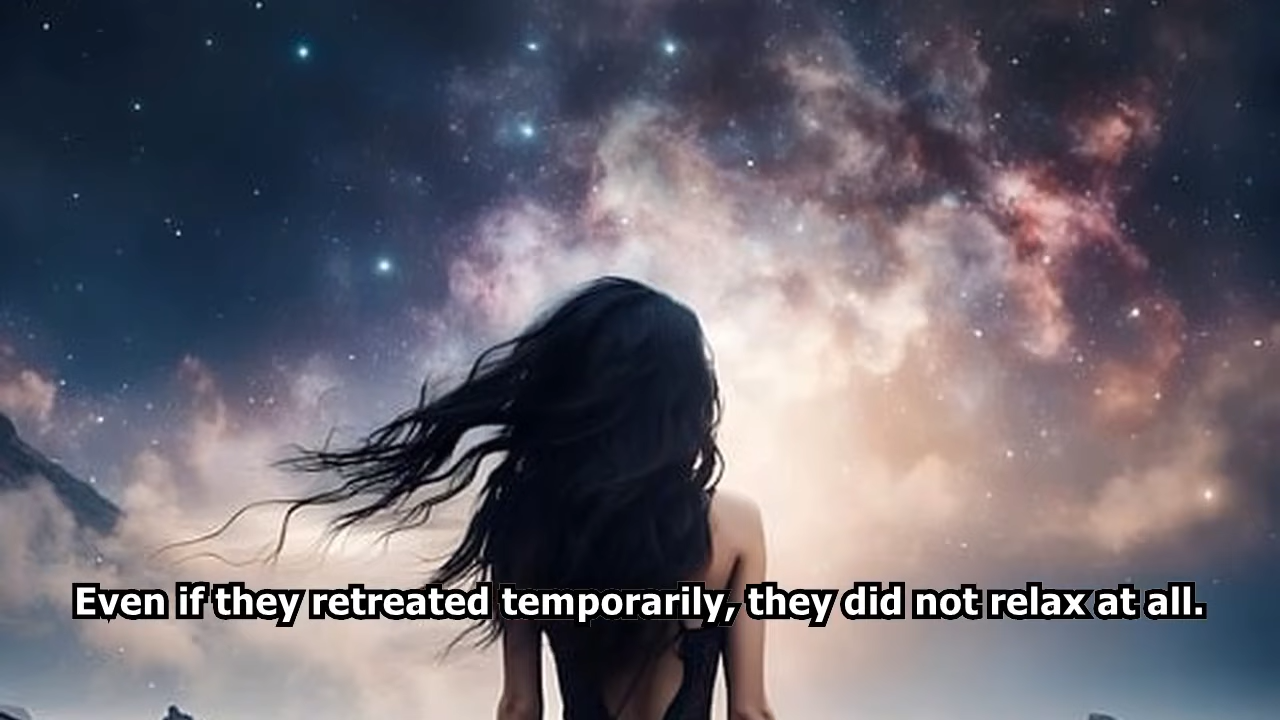 Even if they retreated temporarily, they did not relax at all.